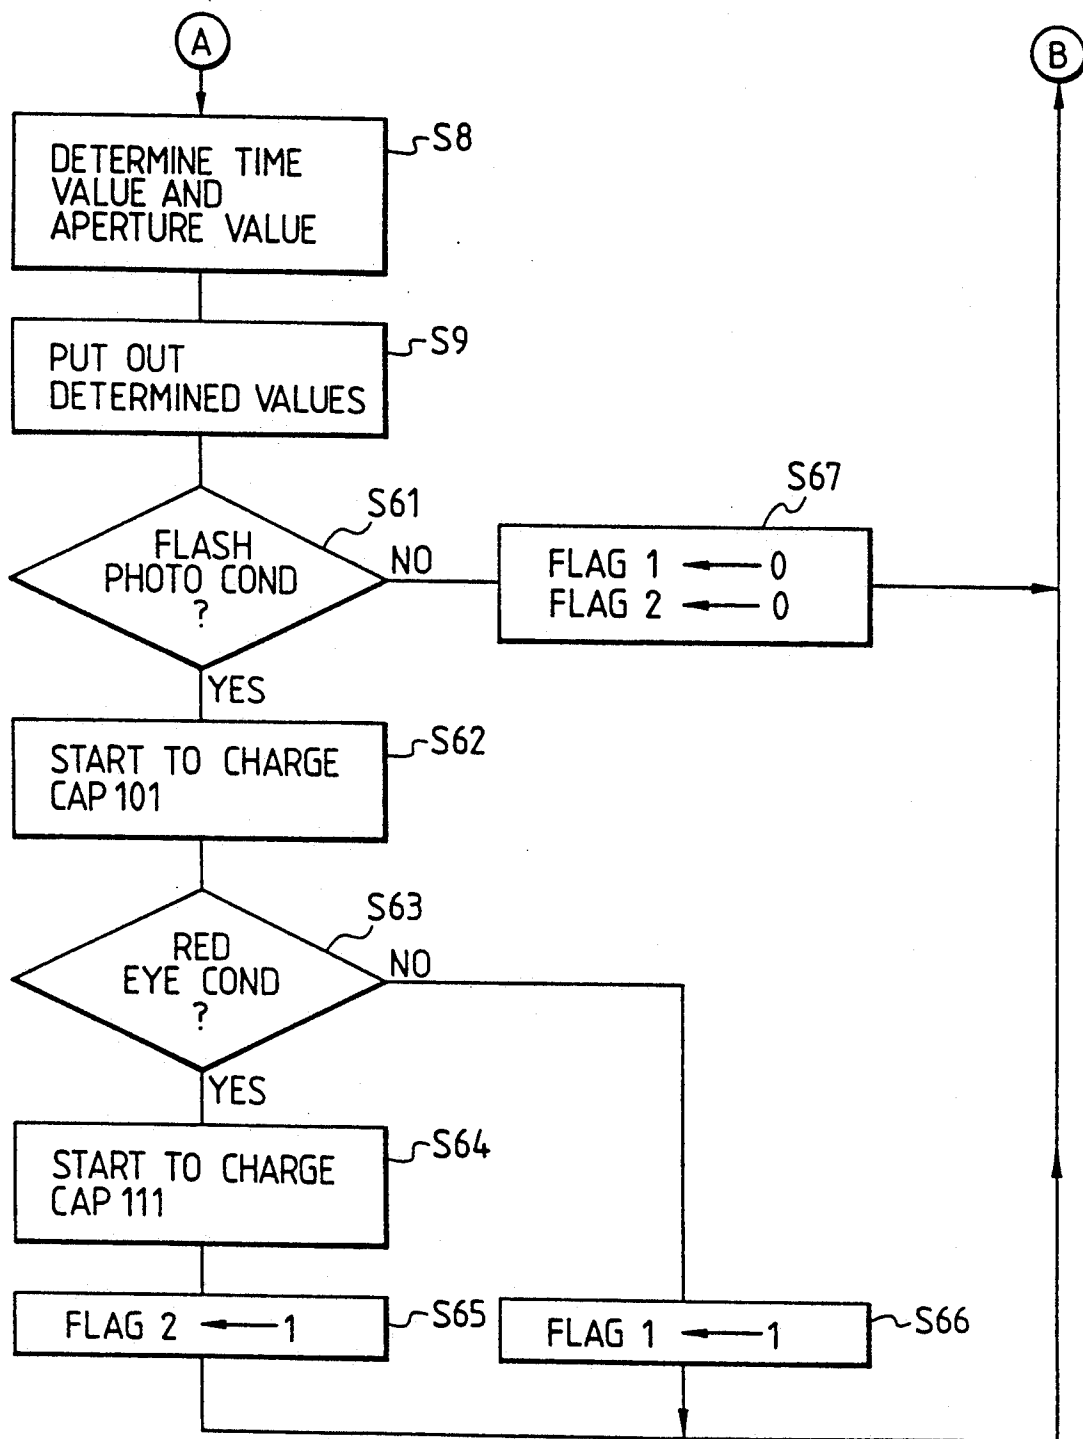 A
B
S8
DETERMINE TIME
VALUE AND
APERTURE VALUE
S9
PUT OUT
DETERMINED VALUES
S61
FLASH
PHOTO COND
?
NO
YES
S67
FLAG 1 ← 0
FLAG 2 ← 0
S62
START TO CHARGE
CAP 101
S63
RED
EYE COND
?
NO
YES
S64
START TO CHARGE
CAP 111
S65
FLAG 2 ← 1
S66
FLAG 1 ← 1